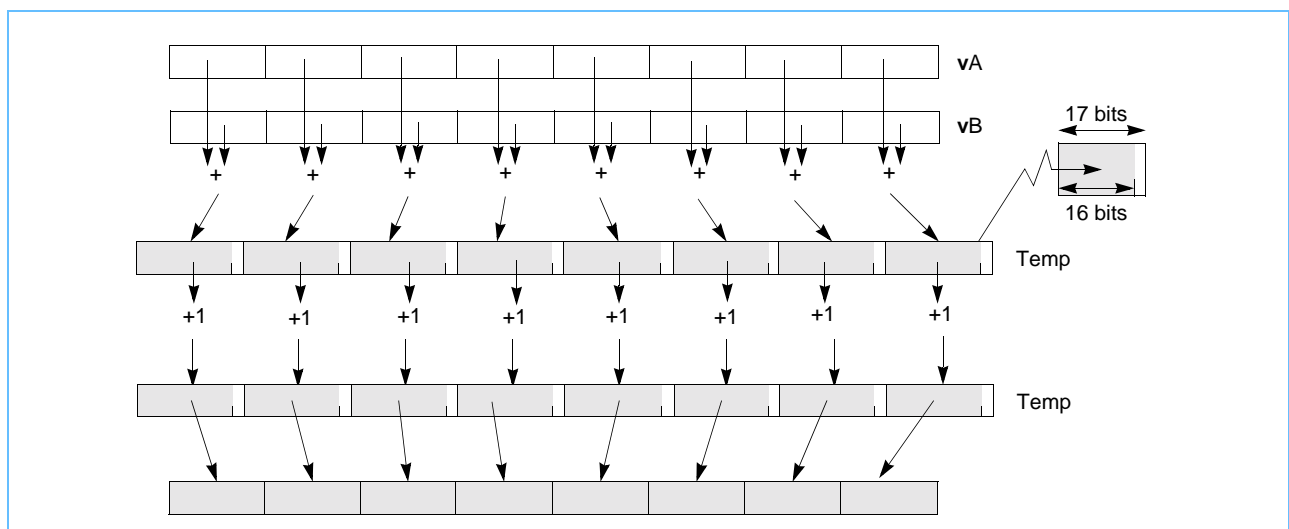 vA
17 bits
vB
+ + + + + + + +
16 bits
Temp
+1 +1 +1 +1 +1 +1 +1 +1
Temp